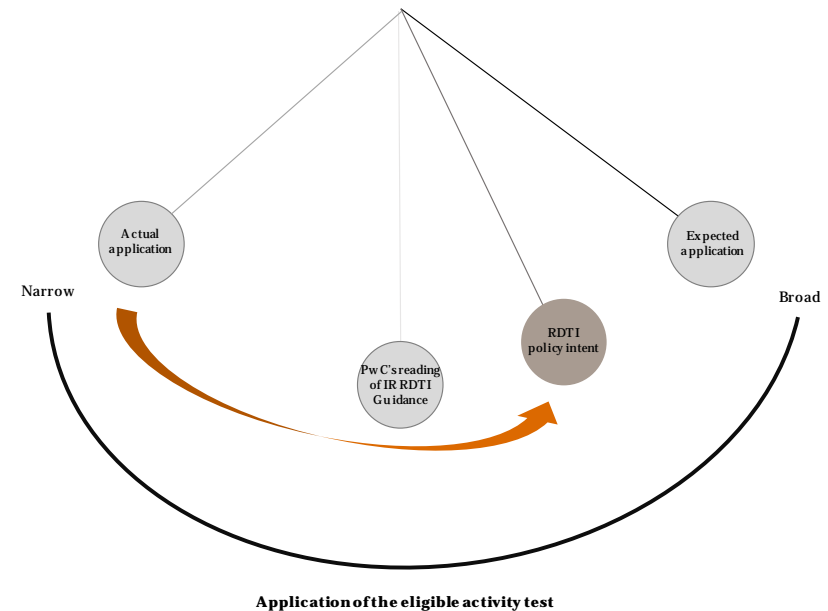 Actual
application
Expected
application
Narrow
Broad
RDTI
policy intent
PwC's reading
of IR RDTI
Guidance
Application of the eligible activity test